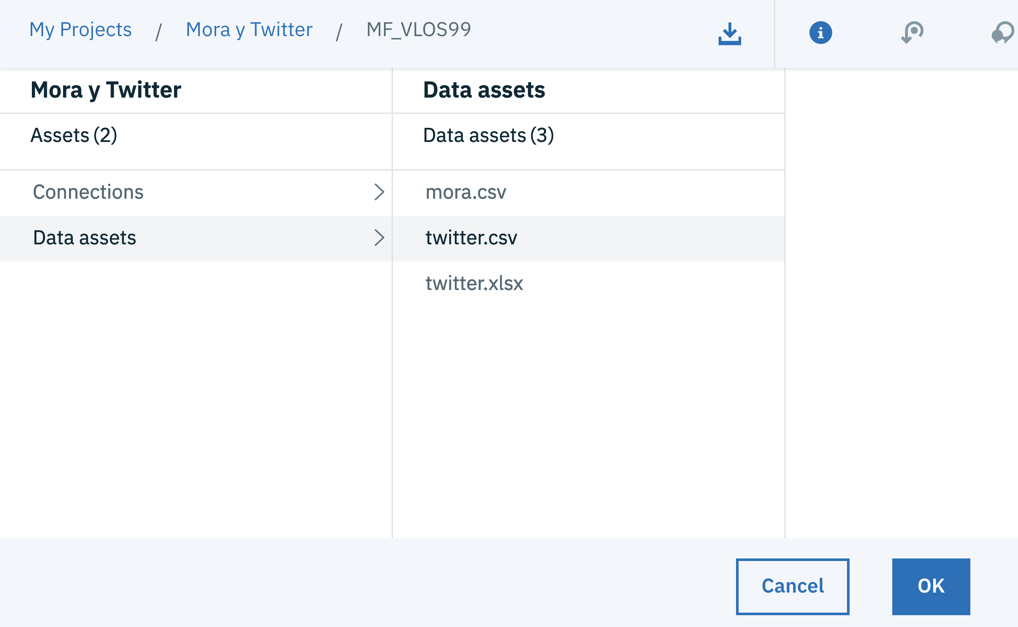 My Projects / Mora y Twitter / MF_VLOS99
Mora y Twitter
Assets (2)
Connections
Data assets
Data assets
Data assets (3)
mora.csv
twitter.csv
twitter.xlsx
Cancel
OK